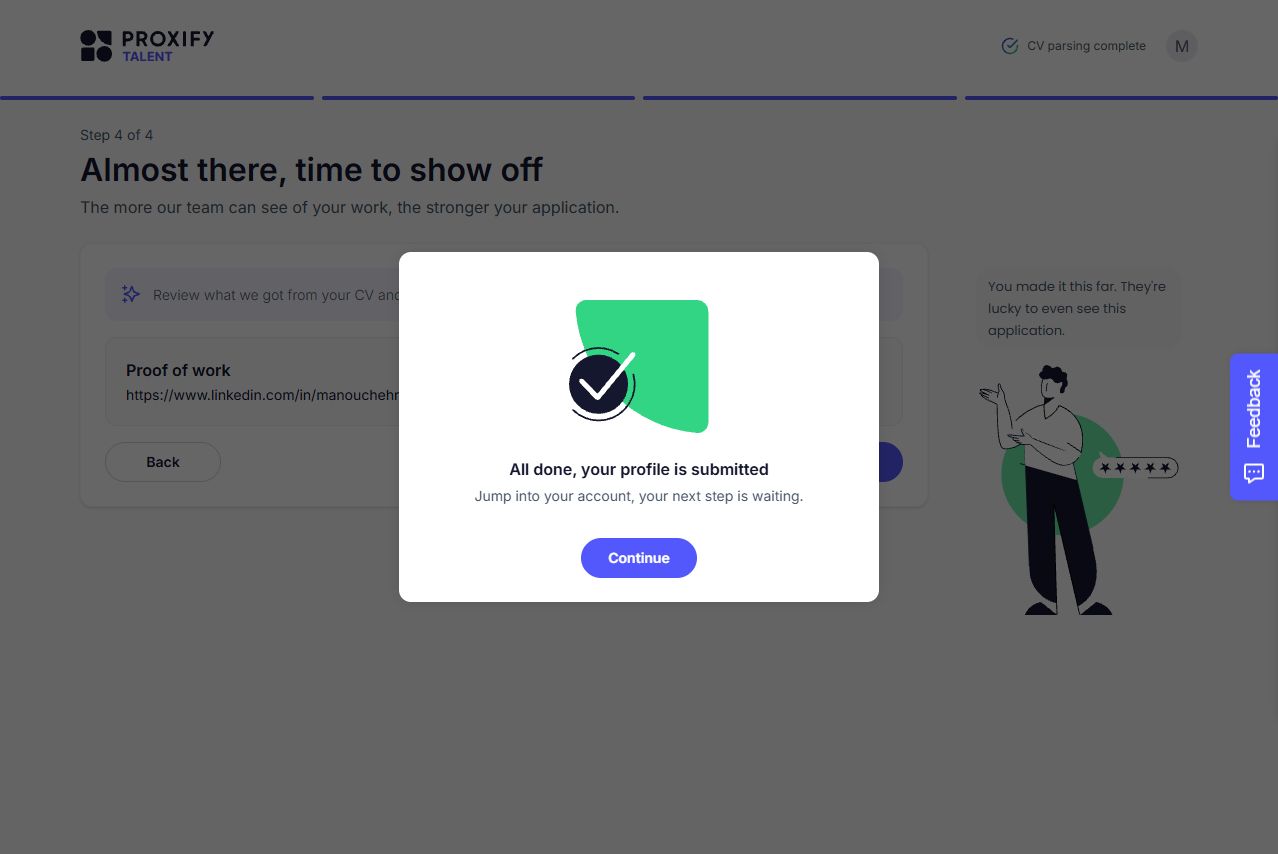 PROXIFY
TALENT
CV parsing complete
M
Step 4 of 4
Almost there, time to show off
The more our team can see of your work, the stronger your application.
Review what we got from your CV and
You made it this far. They're
lucky to even see this
application.
Proof of work
https://www.linkedin.com/in/manouchehr
Back
All done, your profile is submitted
Jump into your account, your next step is waiting.
Continue
Feedback